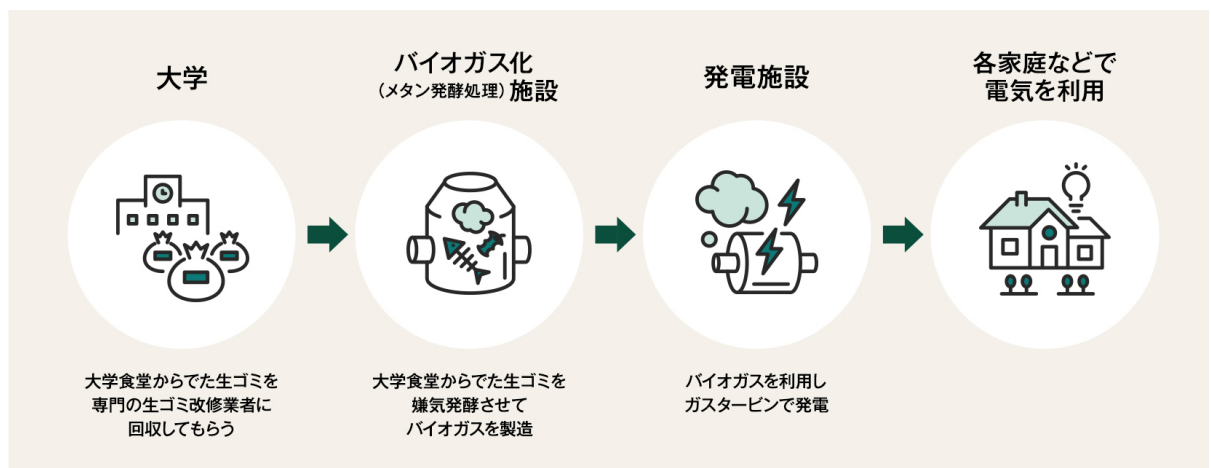 大学
バイオガス化
（メタン発酵処理）施設
発電施設
各家庭などで
電気を利用
大学食堂からでた生ゴミを
専門の生ゴミ改修業者に
回収してもらう
大学食堂からでた生ゴミを
嫌気発酵させて
バイオガスを製造
バイオガスを利用し
ガスタービンで発電